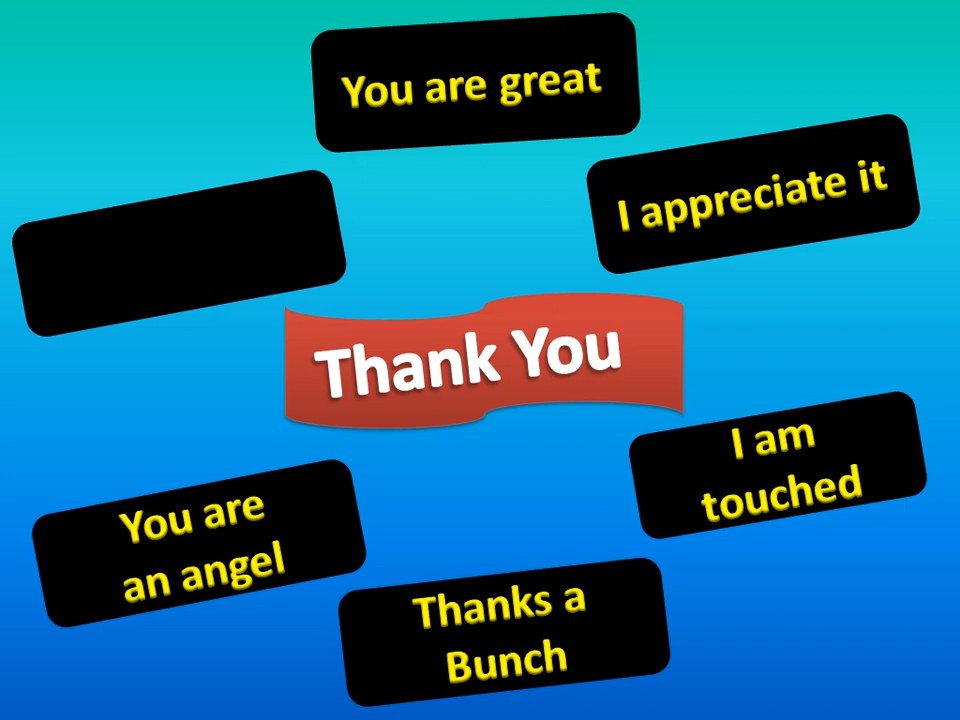 You are great
I appreciate it
Thank You
I am
touched
You are
an angel
Thanks a
Bunch